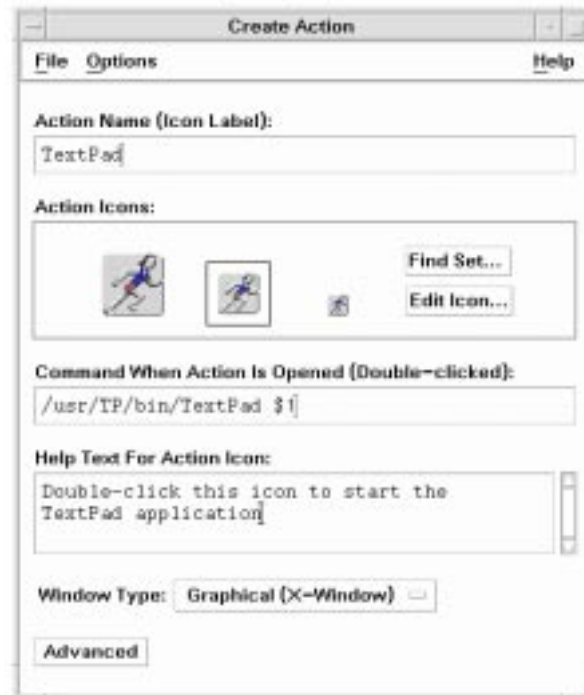 Create Action
File Options Help
Action Name (Icon Label):
TextPad
Action Icons:
Find Set...
Edit Icon...
Command When Action Is Opened (Double-clicked):
/usr/TP/bin/TextPad $1
Help Text For Action Icon:
Double-click this icon to start the
TextPad application
Window Type: Graphical (X-Window)
Advanced